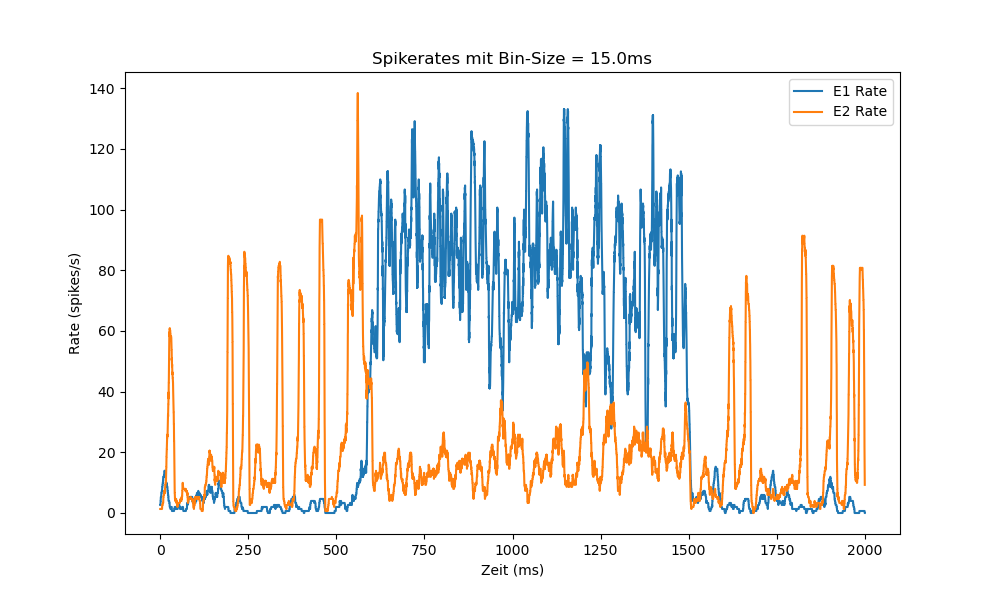 Spikerates mit Bin-Size = 15.0ms
E1 Rate
E2 Rate
140
120
100
80
60
40
20
0
Rate (spikes/s)
0 250 500 750 1000 1250 1500 1750 2000
Zeit (ms)